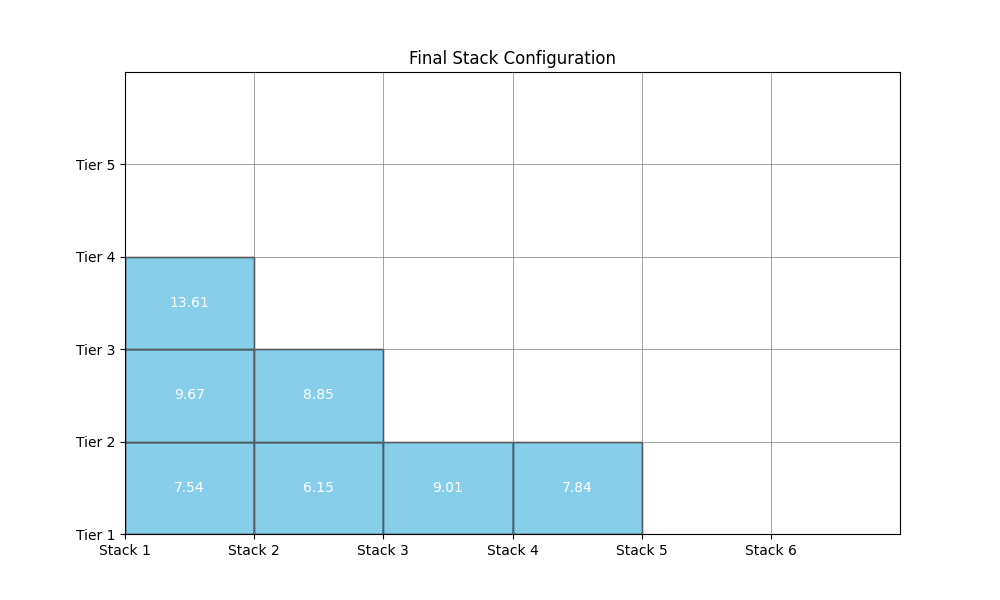 Final Stack Configuration
Tier 5
Tier 4
13.61
Tier 3
9.67 8.85
Tier 2
7.54 6.15 9.01 7.84
Tier 1
Stack 1 Stack 2 Stack 3 Stack 4 Stack 5 Stack 6